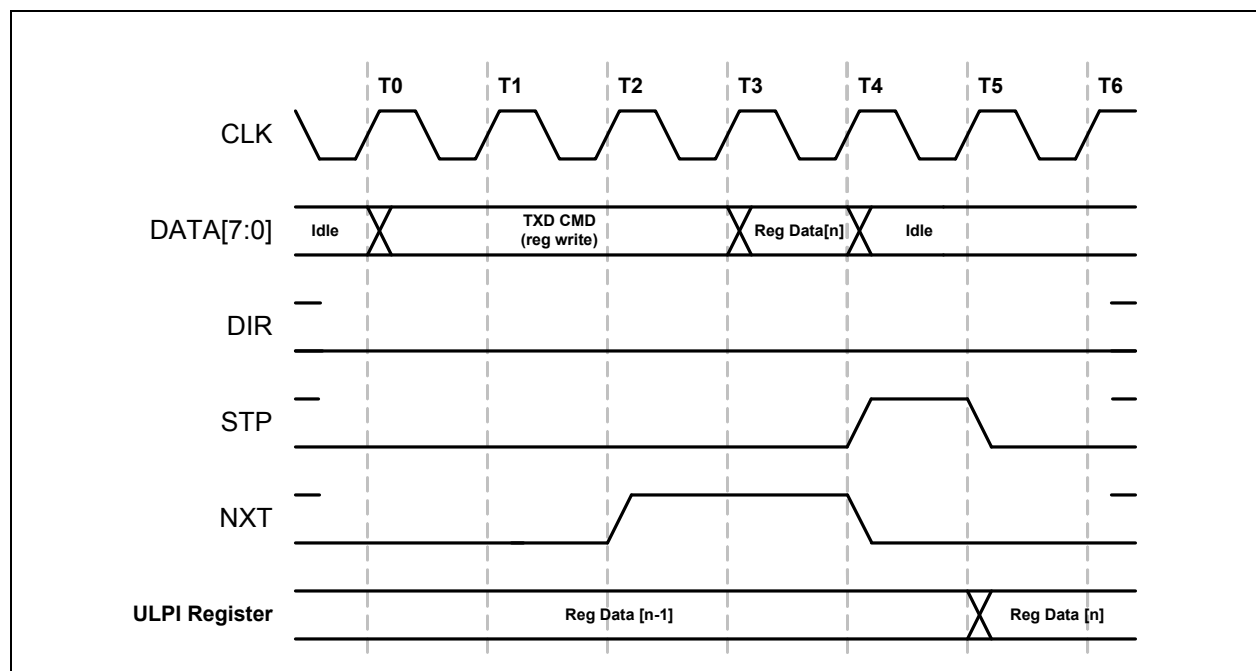 T0 T1 T2 T3 T4 T5 T6
CLK
DATA[7:0] Idle TXD CMD Reg Data[n] Idle
(reg write)
DIR
STP
NXT
ULPI Register Reg Data [n-1] Reg Data [n]